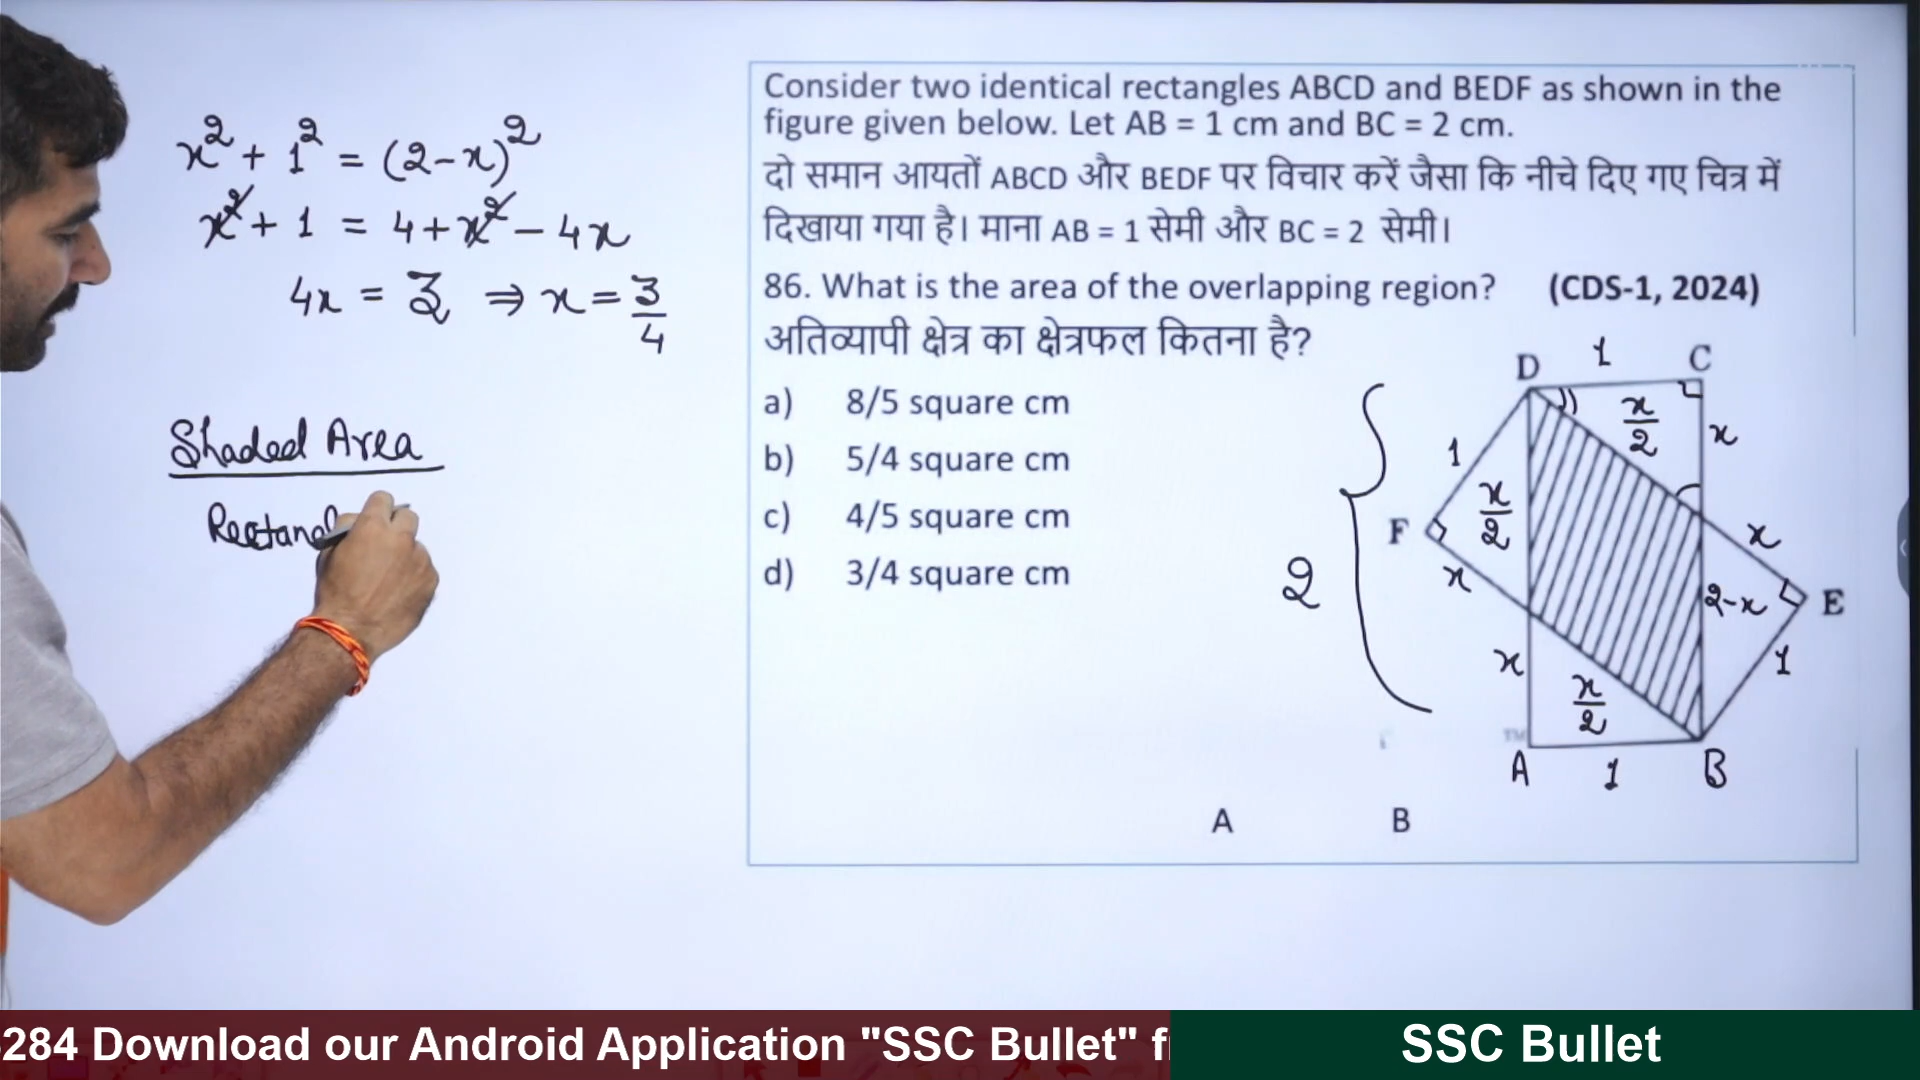 x² + 1² = (2-x)²
x² + 1 = 4 + x² - 4x
4x = 3 ⇒ x = 3/4
Shaded Area
Rectangl
Consider two identical rectangles ABCD and BEDF as shown in the
figure given below. Let AB = 1 cm and BC = 2 cm.
दो समान आयतों ABCD और BEDF पर विचार करें जैसा कि नीचे दिए गए चित्र में
दिखाया गया है। माना AB = 1 सेमी और BC = 2 सेमी।
86. What is the area of the overlapping region? (CDS-1, 2024)
अतिव्यापी क्षेत्र का क्षेत्रफल कितना है?
a) 8/5 square cm
b) 5/4 square cm
c) 4/5 square cm
d) 3/4 square cm
D 1 C
x/2 x
1
x/2
F x
x E
2
2-x
x 1
x/2
TM
A 1 B
A B
284 Download our Android Application "SSC Bullet" f
SSC Bullet